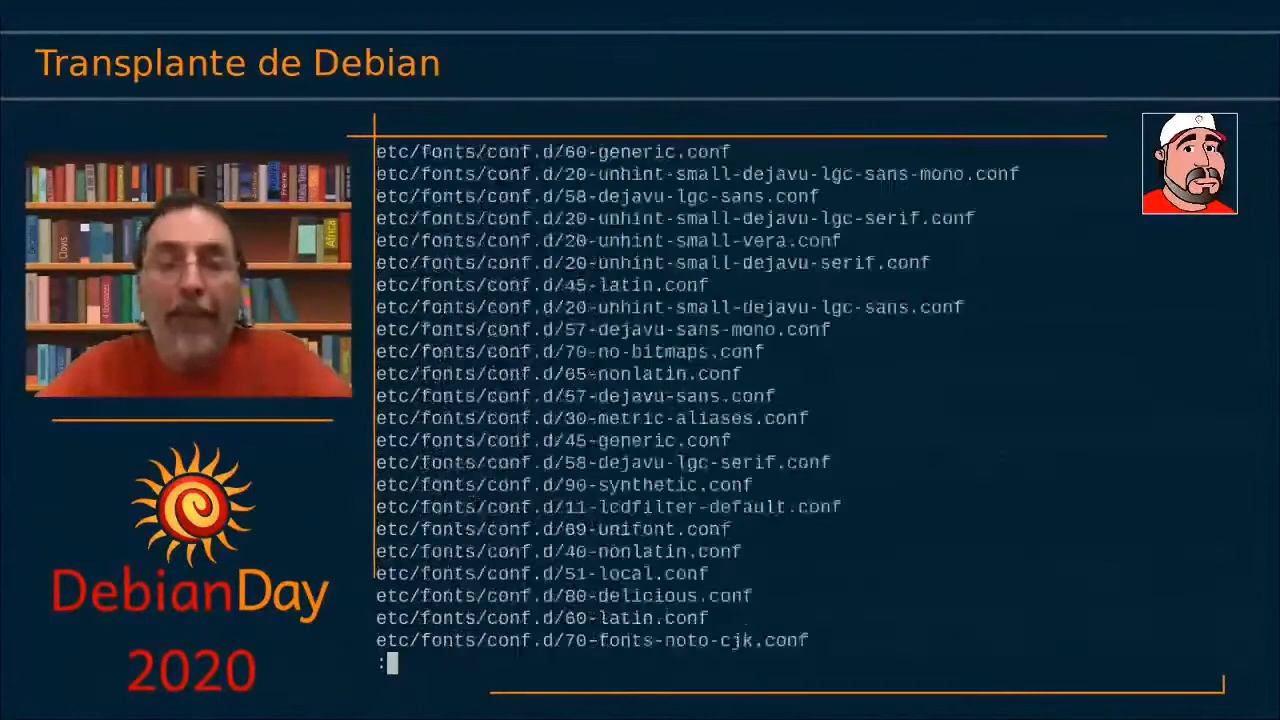 Transplante de Debian
etc/fonts/conf.d/60-generic.conf
etc/fonts/conf.d/20-unhint-small-dejavu-lgc-sans-mono.conf
etc/fonts/conf.d/58-dejavu-lgc-sans.conf
etc/fonts/conf.d/20-unhint-small-dejavu-lgc-serif.conf
etc/fonts/conf.d/20-unhint-small-vera.conf
etc/fonts/conf.d/20-unhint-small-dejavu-serif.conf
etc/fonts/conf.d/45-latin.conf
etc/fonts/conf.d/20-unhint-small-dejavu-lgc-sans.conf
etc/fonts/conf.d/57-dejavu-sans-mono.conf
etc/fonts/conf.d/70-no-bitmaps.conf
etc/fonts/conf.d/65-nonlatin.conf
etc/fonts/conf.d/57-dejavu-sans.conf
etc/fonts/conf.d/30-metric-aliases.conf
etc/fonts/conf.d/45-generic.conf
etc/fonts/conf.d/58-dejavu-lgc-serif.conf
etc/fonts/conf.d/90-synthetic.conf
etc/fonts/conf.d/11-lcdfilter-default.conf
etc/fonts/conf.d/69-unifont.conf
etc/fonts/conf.d/40-nonlatin.conf
etc/fonts/conf.d/51-local.conf
etc/fonts/conf.d/80-delicious.conf
etc/fonts/conf.d/60-latin.conf
etc/fonts/conf.d/70-fonts-noto-cjk.conf
:
Clovis
África
DebianDay
2020